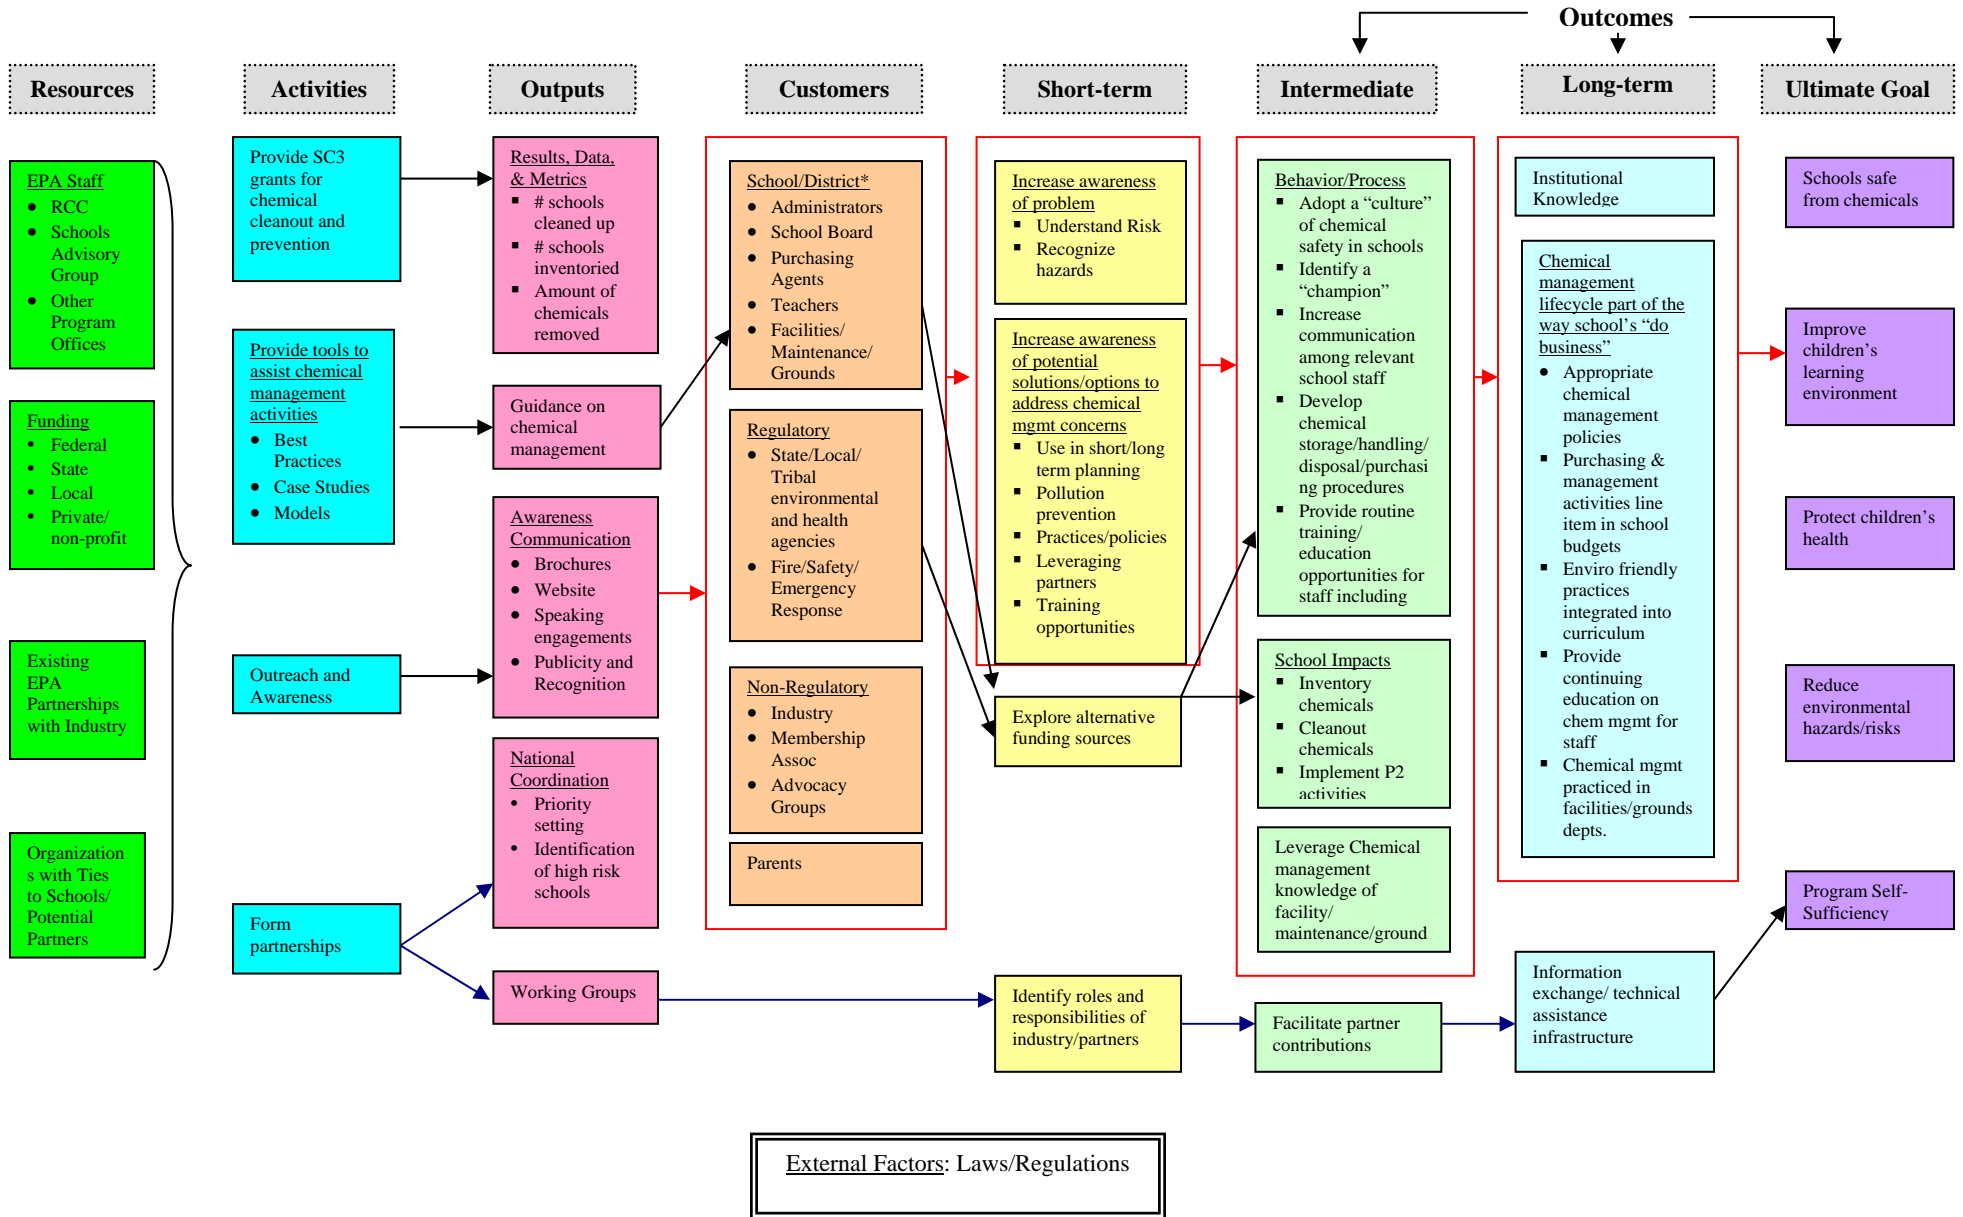 Outcomes
Resources
Activities
Outputs
Customers
Short-term
Intermediate
Long-term
Ultimate Goal
EPA Staff
● RCC
● Schools
Advisory
Group
● Other
Program
Offices
Funding
• Federal
• State
• Local
• Private/
non-profit
Existing
EPA
Partnerships
with Industry
Organization
s with Ties
to Schools/
Potential
Partners
Provide SC3
grants for
chemical
cleanout and
prevention
Provide tools to
assist chemical
management
activities
● Best
Practices
● Case Studies
● Models
Outreach and
Awareness
Form
partnerships
Results, Data,
& Metrics
▪ # schools
cleaned up
▪ # schools
inventoried
▪ Amount of
chemicals
removed
Guidance on
chemical
management
Awareness
Communication
● Brochures
● Website
● Speaking
engagements
● Publicity and
Recognition
National
Coordination
• Priority
setting
• Identification
of high risk
schools
Working Groups
School/District*
● Administrators
● School Board
● Purchasing
Agents
● Teachers
● Facilities/
Maintenance/
Grounds
Regulatory
● State/Local/
Tribal
environmental
and health
agencies
● Fire/Safety/
Emergency
Response
Non-Regulatory
● Industry
● Membership
Assoc
● Advocacy
Groups
Parents
Increase awareness
of problem
▪ Understand Risk
▪ Recognize
hazards
Increase awareness
of potential
solutions/options to
address chemical
mgmt concerns
▪ Use in short/long
term planning
▪ Pollution
prevention
▪ Practices/policies
▪ Leveraging
partners
▪ Training
opportunities
Explore alternative
funding sources
Identify roles and
responsibilities of
industry/partners
Behavior/Process
▪ Adopt a “culture”
of chemical
safety in schools
▪ Identify a
“champion”
▪ Increase
communication
among relevant
school staff
▪ Develop
chemical
storage/handling/
disposal/purchasi
ng procedures
▪ Provide routine
training/
education
opportunities for
staff including
School Impacts
▪ Inventory
chemicals
▪ Cleanout
chemicals
▪ Implement P2
activities
Leverage Chemical
management
knowledge of
facility/
maintenance/ground
Facilitate partner
contributions
Institutional
Knowledge
Chemical
management
lifecycle part of the
way school’s “do
business”
● Appropriate
chemical
management
policies
▪ Purchasing &
management
activities line
item in school
budgets
▪ Enviro friendly
practices
integrated into
curriculum
▪ Provide
continuing
education on
chem mgmt for
staff
▪ Chemical mgmt
practiced in
facilities/grounds
depts.
Information
exchange/ technical
assistance
infrastructure
Schools safe
from chemicals
Improve
children’s
learning
environment
Protect children’s
health
Reduce
environmental
hazards/risks
Program Self-
Sufficiency
External Factors: Laws/Regulations